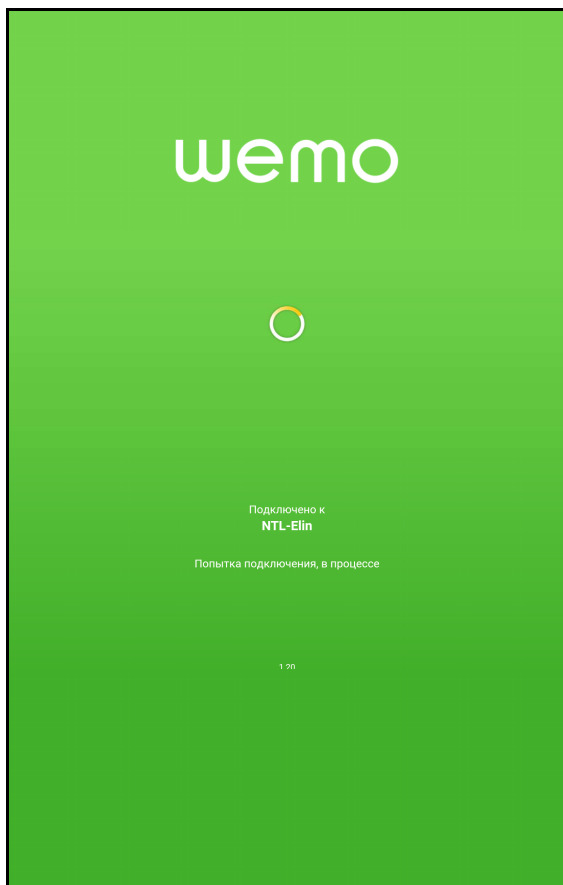 wemo
Подключено к
NTL-Elin
Попытка подключения, в процессе
1.20